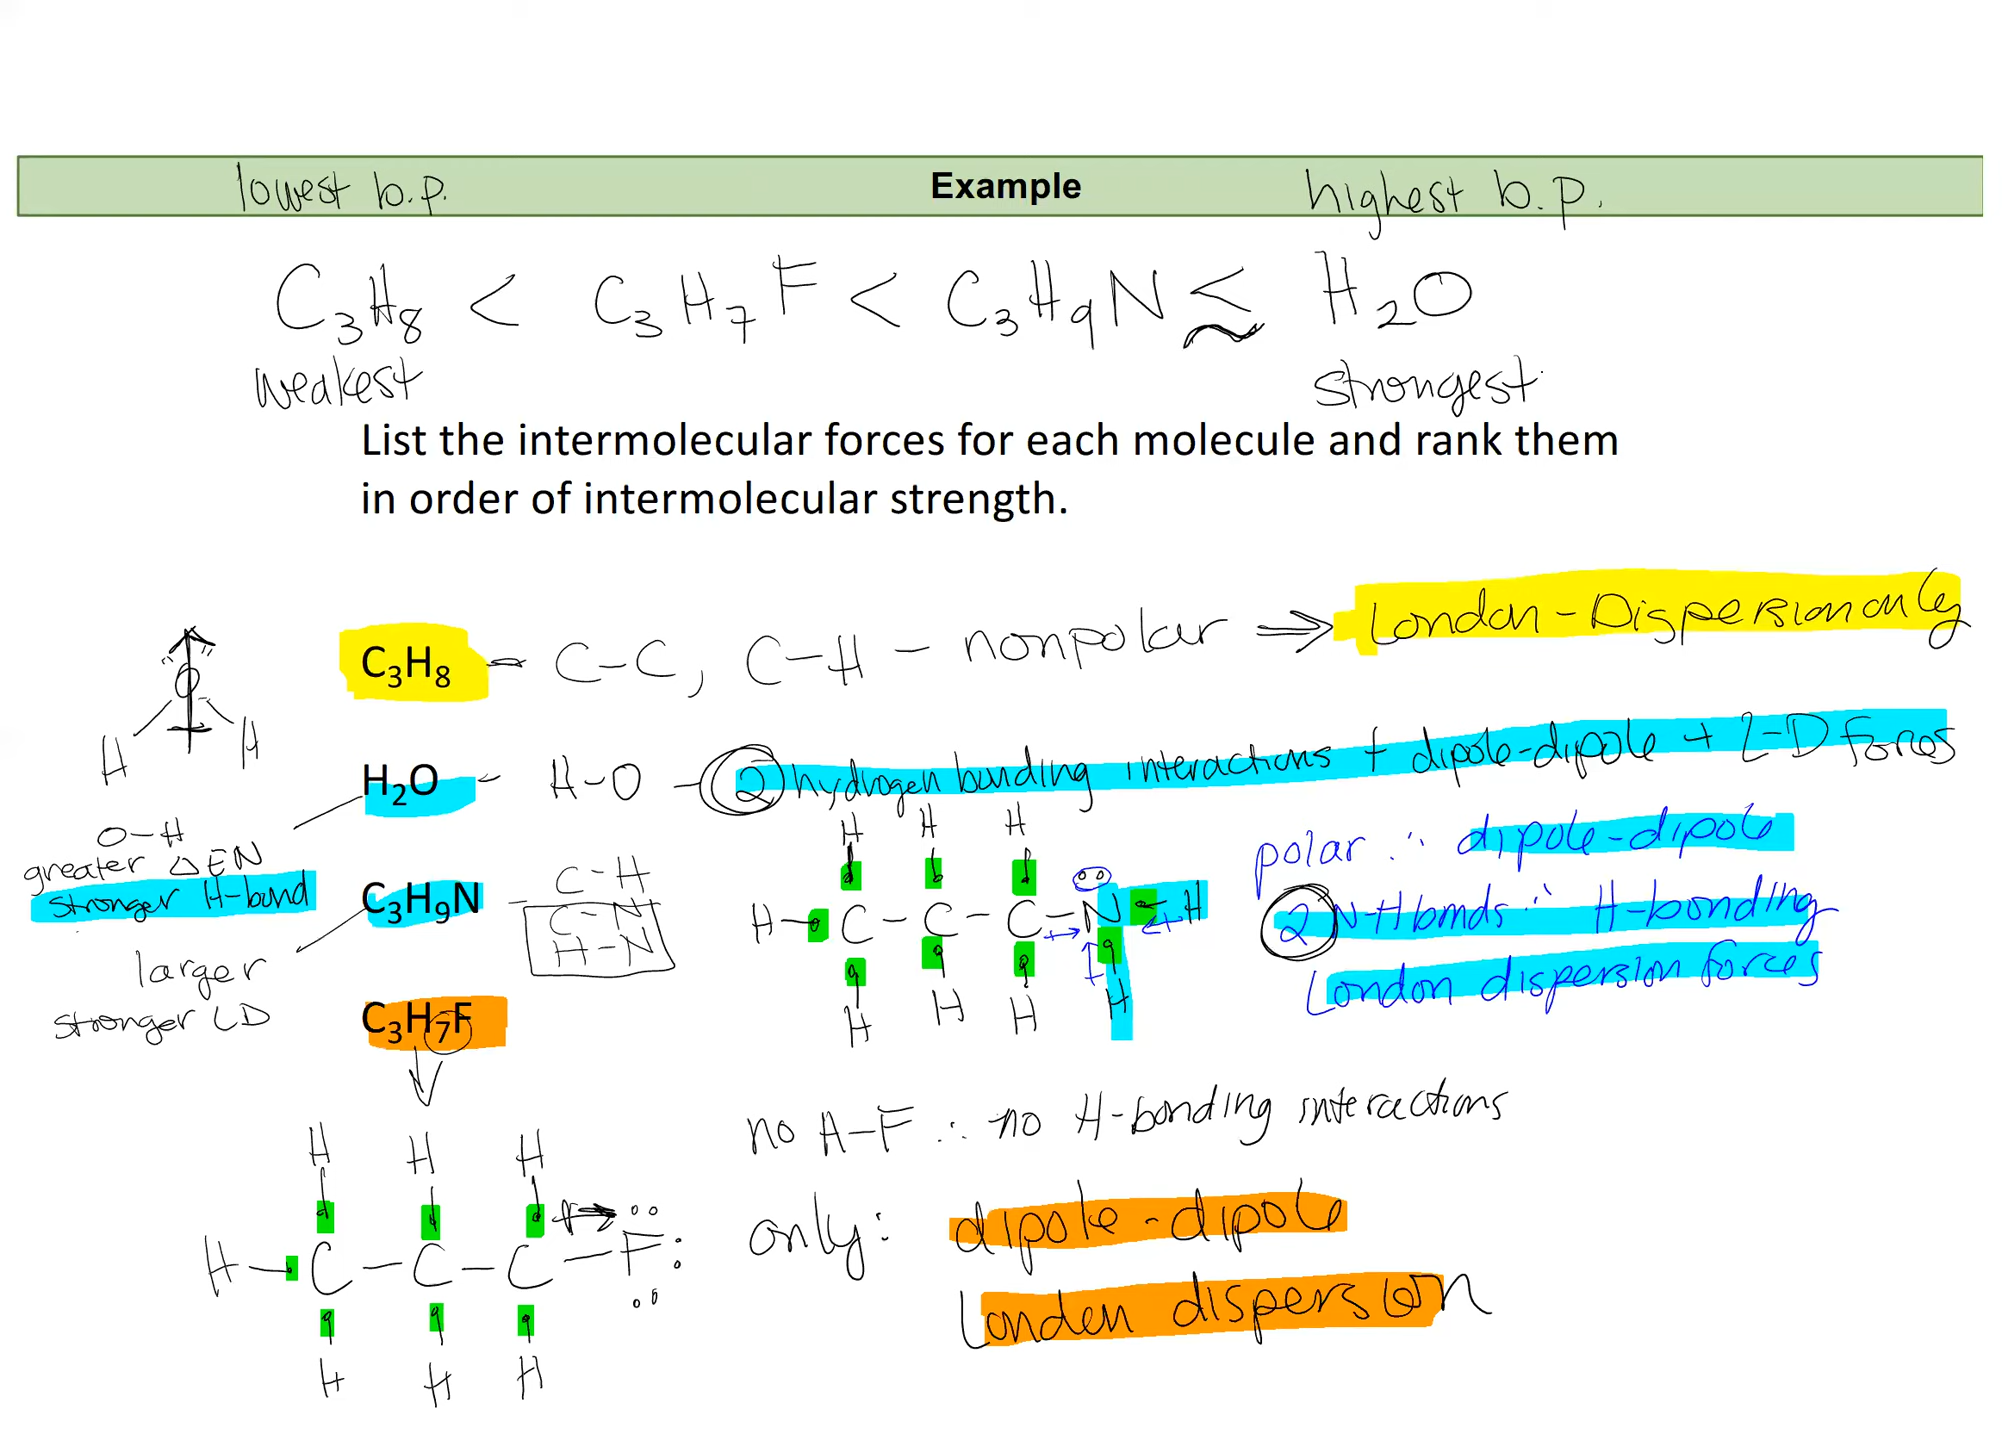 lowest b.p. Example highest b.p.
C₃H₈ < C₃H₇F < C₃H₉N ≲ H₂O
weakest strongest
List the intermolecular forces for each molecule and rank them
in order of intermolecular strength.
C₃H₈ - C-C, C-H - nonpolar ⇒ London-Dispersion only
O
H H
H₂O - H-O - 2 hydrogen bonding interactions + dipole-dipole + L-D forces
O-H
greater ΔEN
stronger H-bond
C₃H₉N - C-H
C-N
H-N
larger
stronger LD
H H H
H-C-C-C-N-H
H H H H
polar ∴ dipole-dipole
2 N-H bonds ∴ H-bonding
London dispersion forces
C₃H₇F
H H H
H-C-C-C-F:
H H H
no H-F ∴ no H-bonding interactions
only: dipole-dipole
London dispersion